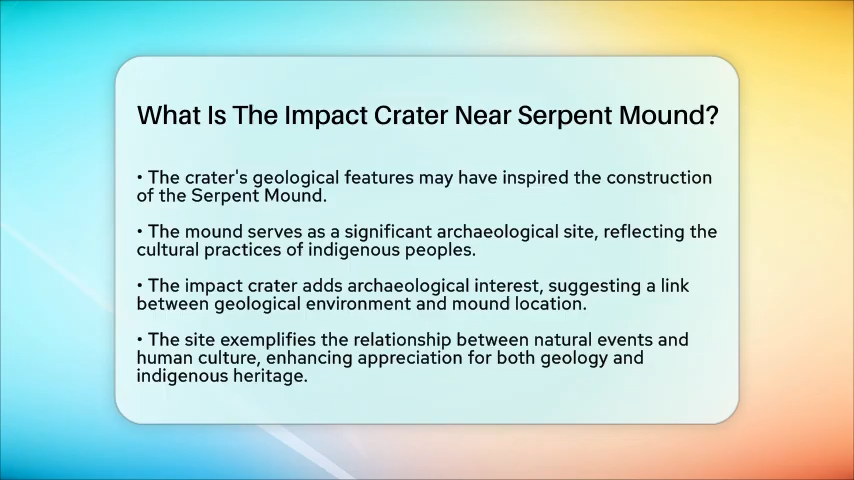 What Is The Impact Crater Near Serpent Mound?
• The crater's geological features may have inspired the construction
of the Serpent Mound.
• The mound serves as a significant archaeological site, reflecting the
cultural practices of indigenous peoples.
• The impact crater adds archaeological interest, suggesting a link
between geological environment and mound location.
• The site exemplifies the relationship between natural events and
human culture, enhancing appreciation for both geology and
indigenous heritage.